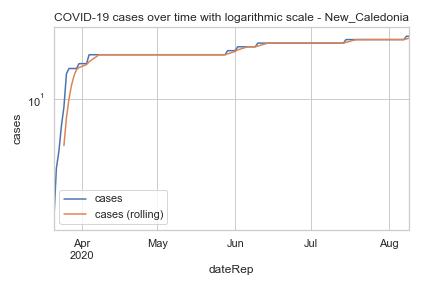 COVID-19 cases over time with logarithmic scale - New_Caledonia
cases
10¹
cases
cases (rolling)
Apr
2020
May
Jun
Jul
Aug
dateRep